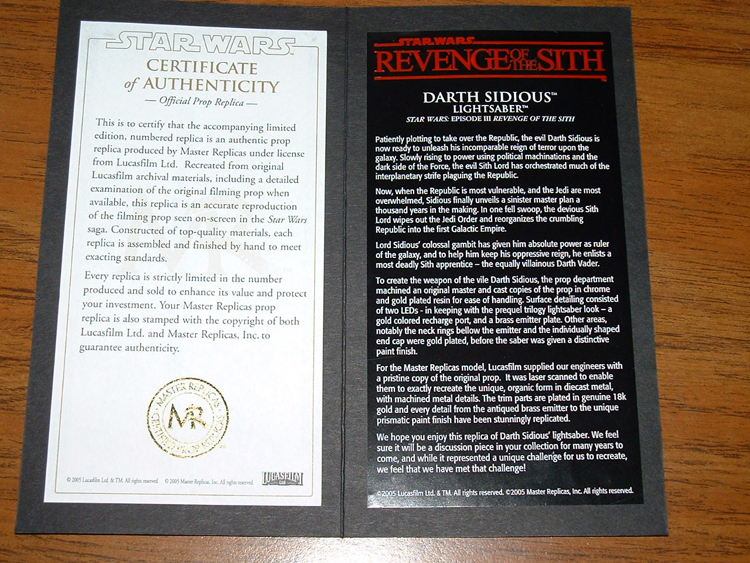 STAR WARS
CERTIFICATE
of AUTHENTICITY
— Official Prop Replica —
This is to certify that the accompanying limited
edition, numbered replica is an authentic prop
replica produced by Master Replicas under license
from Lucasfilm Ltd. Recreated from original
Lucasfilm archival materials, including a detailed
examination of the original filming prop when
available, this replica is an accurate reproduction
of the filming prop seen on-screen in the Star Wars
saga. Constructed of top-quality materials, each
replica is assembled and finished by hand to meet
exacting standards.
Every replica is strictly limited in the number
produced and sold to enhance its value and protect
your investment. Your Master Replicas prop
replica is also stamped with the copyright of both
Lucasfilm Ltd. and Master Replicas, Inc. to
guarantee authenticity.
MASTER REPLICAS
MR
© 2005 Lucasfilm Ltd. & TM. All rights reserved. © 2005 Master Replicas, Inc. All rights reserved.
LUCASFILM
Ltd
STAR WARS
REVENGE OF THE SITH
DARTH SIDIOUS™
LIGHTSABER™
STAR WARS: EPISODE III REVENGE OF THE SITH
Patiently plotting to take over the Republic, the evil Darth Sidious is
now ready to unleash his incomparable reign of terror upon the
galaxy. Slowly rising to power using political machinations and the
dark side of the Force, the evil Sith Lord has orchestrated much of the
interplanetary strife plaguing the Republic.
Now, when the Republic is most vulnerable, and the Jedi are most
overwhelmed, Sidious finally unveils a sinister master plan a
thousand years in the making. In one fell swoop, the devious Sith
Lord wipes out the Jedi Order and reorganizes the crumbling
Republic into the first Galactic Empire.
Lord Sidious' colossal gambit has given him absolute power as ruler
of the galaxy, and to help him keep his oppressive reign, he enlists a
most deadly Sith apprentice – the equally villainous Darth Vader.
To create the weapon of the vile Darth Sidious, the prop department
machined an original master and cast copies of the prop in chrome
and gold plated resin for ease of handling. Surface detailing consisted
of two LEDs - in keeping with the prequel trilogy lightsaber look – a
gold colored recharge port, and a brass emitter plate. Other areas,
notably the neck rings bellow the emitter and the individually shaped
end cap were gold plated, before the saber was given a distinctive
paint finish.
For the Master Replicas model, Lucasfilm supplied our engineers with
a pristine copy of the original prop. It was laser scanned to enable
them to exactly recreate the unique, organic form in diecast metal,
with machined metal details. The trim parts are plated in genuine 18k
gold and every detail from the antiqued brass emitter to the unique
prismatic paint finish have been stunningly replicated.
We hope you enjoy this replica of Darth Sidious' lightsaber. We feel
sure it will be a discussion piece in your collection for many years to
come, and while it represented a unique challenge for us to recreate,
we feel that we have met that challenge!
©2005 Lucasfilm Ltd. & TM. All rights reserved. ©2005 Master Replicas, Inc. All rights reserved.